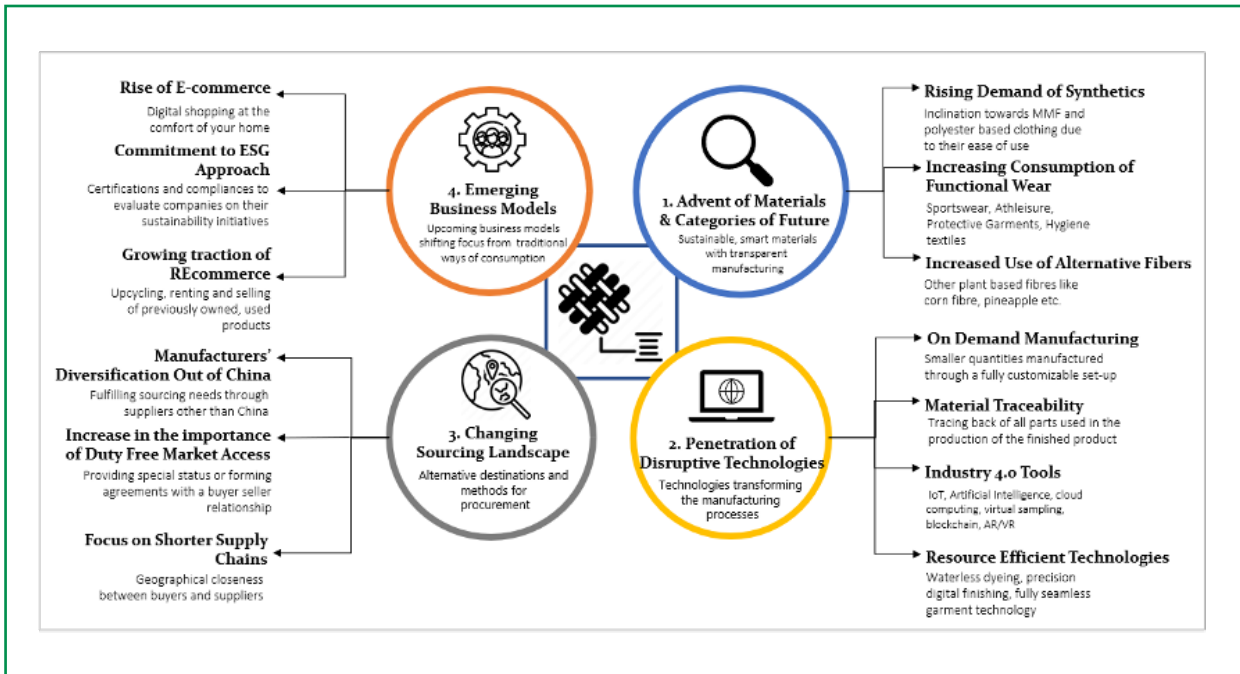 Rise of E-commerce
Digital shopping at the
comfort of your home
Commitment to ESG
Approach
Certifications and compliances to
evaluate companies on their
sustainability initiatives
Growing traction of
REcommerce
Upcycling, renting and selling
of previously owned, used
products
4. Emerging
Business Models
Upcoming business models
shifting focus from traditional
ways of consumption
1. Advent of Materials
& Categories of Future
Sustainable, smart materials
with transparent
manufacturing
Rising Demand of Synthetics
Inclination towards MMF and
polyester based clothing due
to their ease of use
Increasing Consumption of
Functional Wear
Sportswear, Athleisure,
Protective Garments, Hygiene
textiles
Increased Use of Alternative Fibers
Other plant based fibres like
corn fibre, pineapple etc.
Manufacturers'
Diversification Out of China
Fulfilling sourcing needs through
suppliers other than China
Increase in the importance
of Duty Free Market Access
Providing special status or forming
agreements with a buyer seller
relationship
Focus on Shorter Supply
Chains
Geographical closeness
between buyers and suppliers
3. Changing
Sourcing Landscape
Alternative destinations and
methods for
procurement
2. Penetration of
Disruptive Technologies
Technologies transforming
the manufacturing
processes
On Demand Manufacturing
Smaller quantities manufactured
through a fully customizable set-up
Material Traceability
Tracing back of all parts used in the
production of the finished product
Industry 4.0 Tools
IoT, Artificial Intelligence, cloud
computing, virtual sampling,
blockchain, AR/VR
Resource Efficient Technologies
Waterless dyeing, precision
digital finishing, fully seamless
garment technology